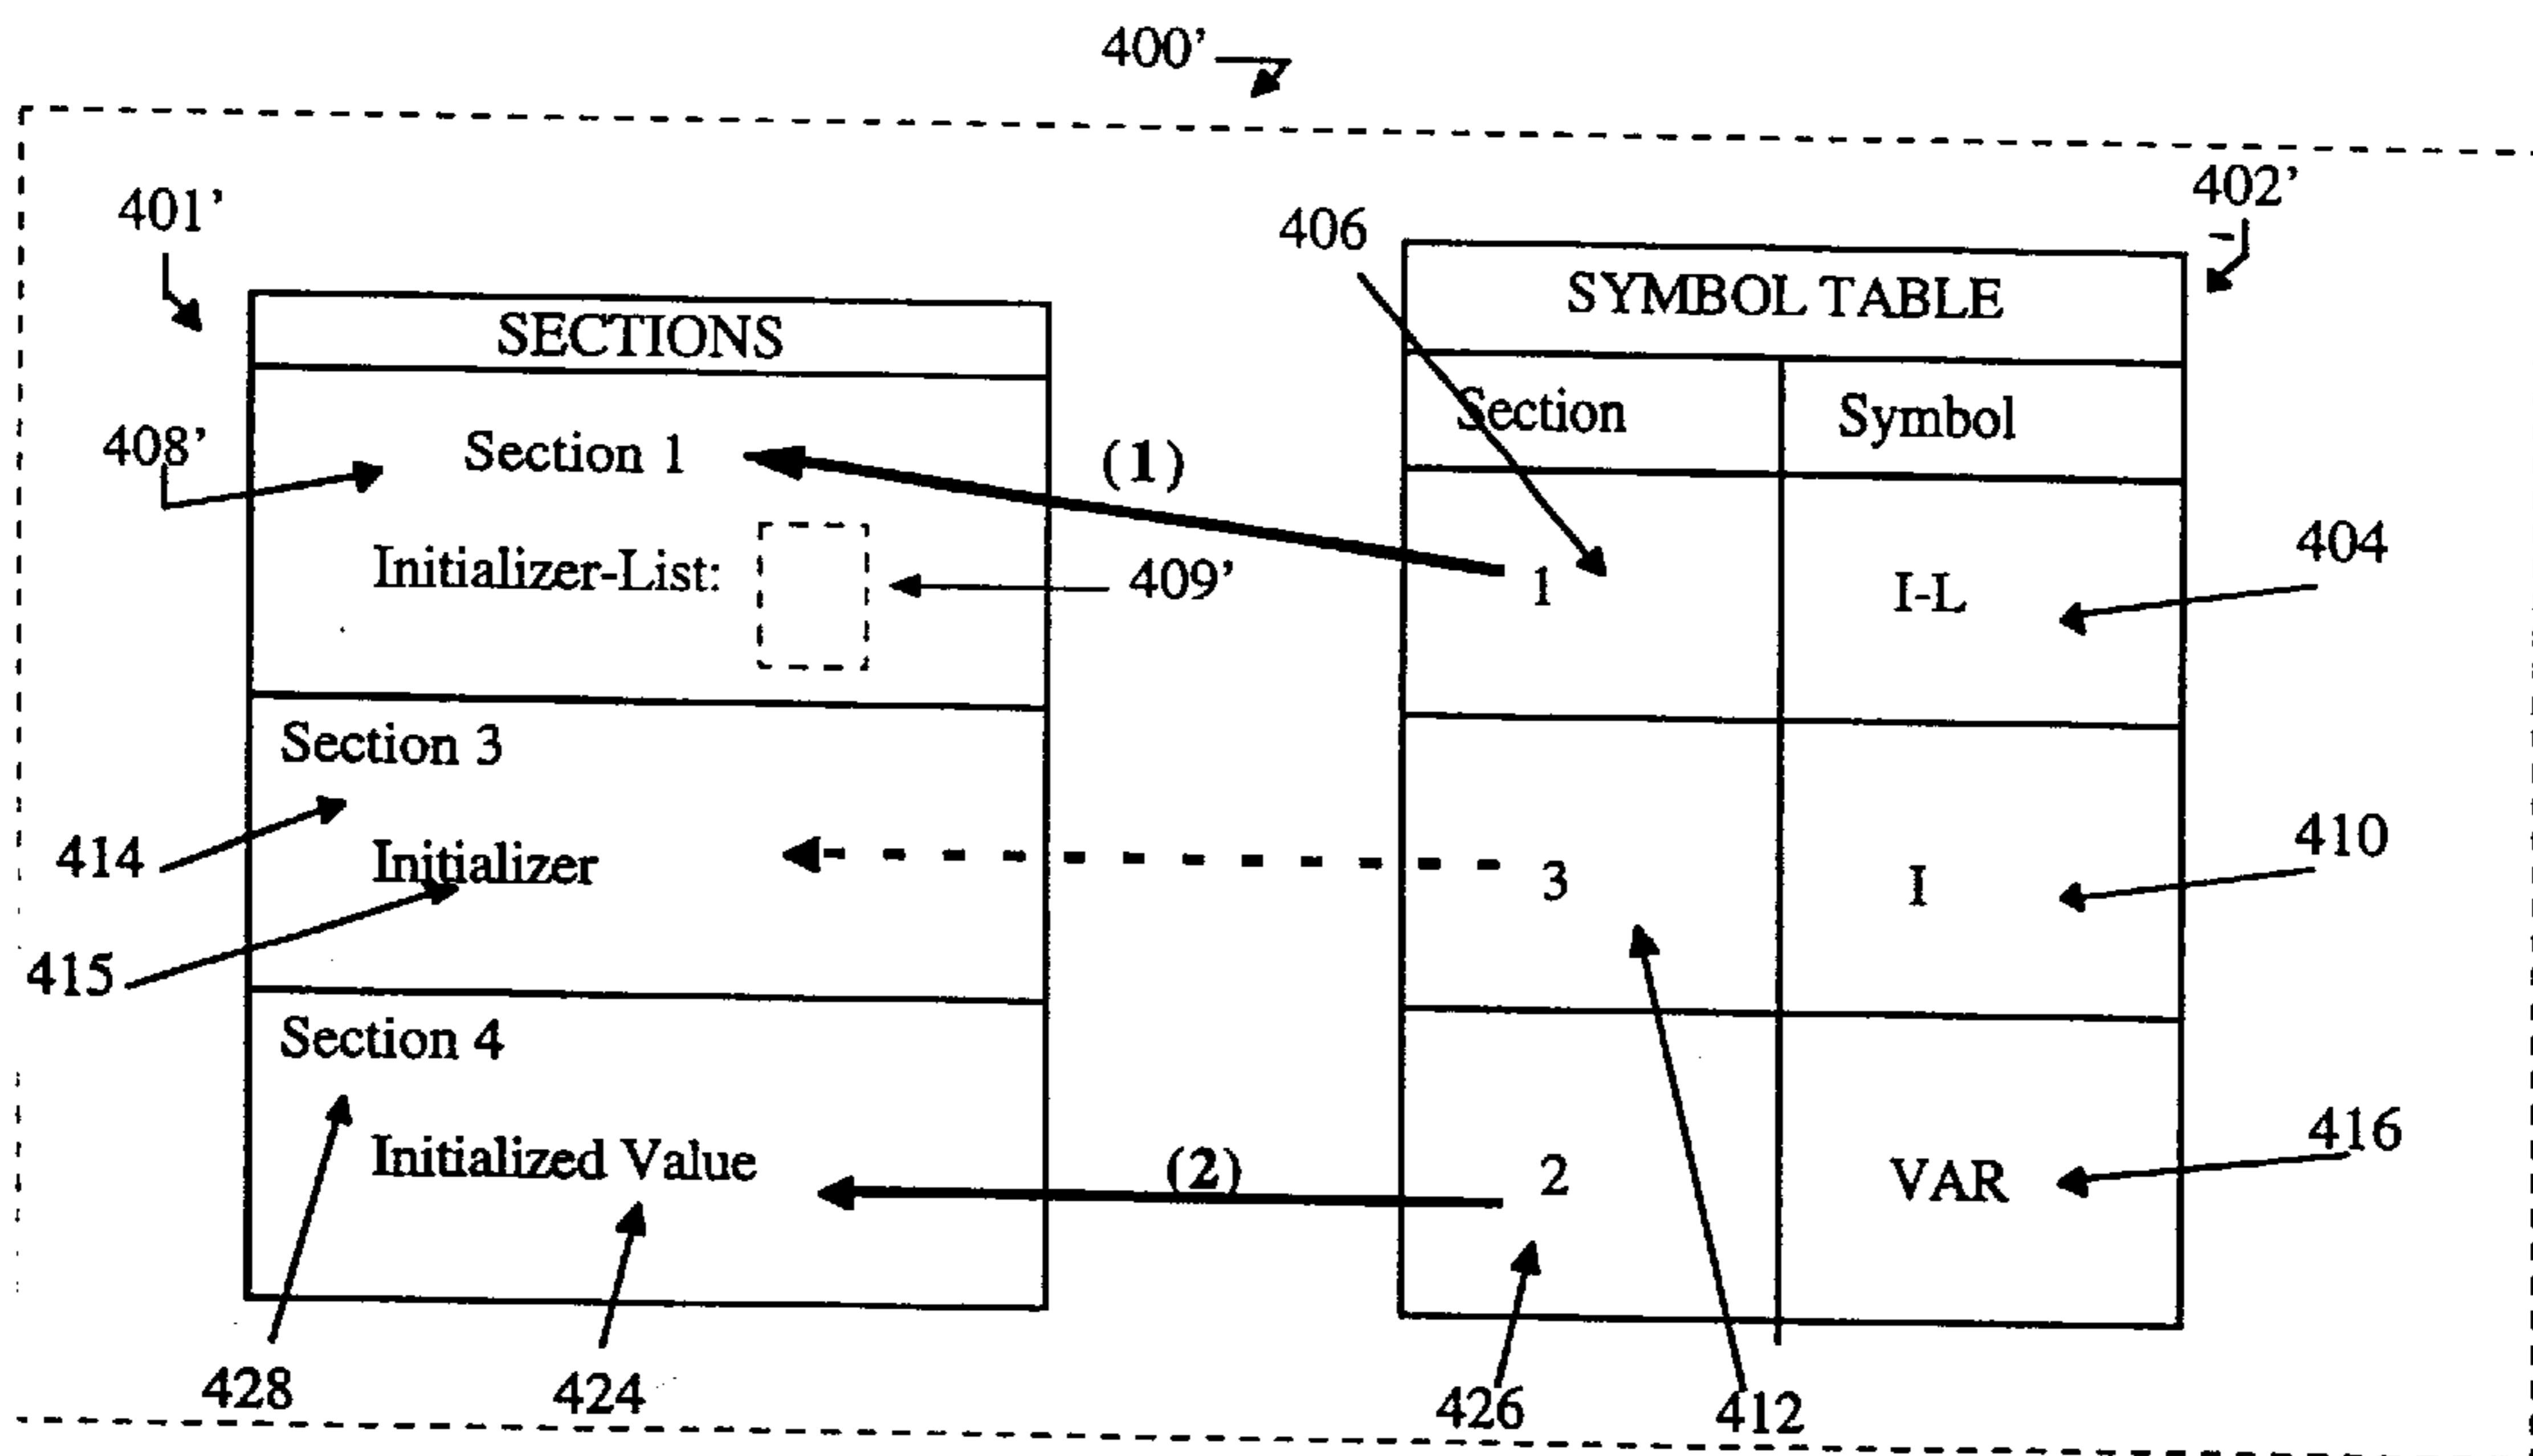 400’
401’
402’
406
SYMBOL TABLE
SECTIONS
Section Symbol
408’
Section 1
(1)
Initializer-List:
409’
1
I-L
404
Section 3
414
Initializer
3
I
410
415
Section 4
Initialized Value
(2)
2
VAR
416
428
424
426
412